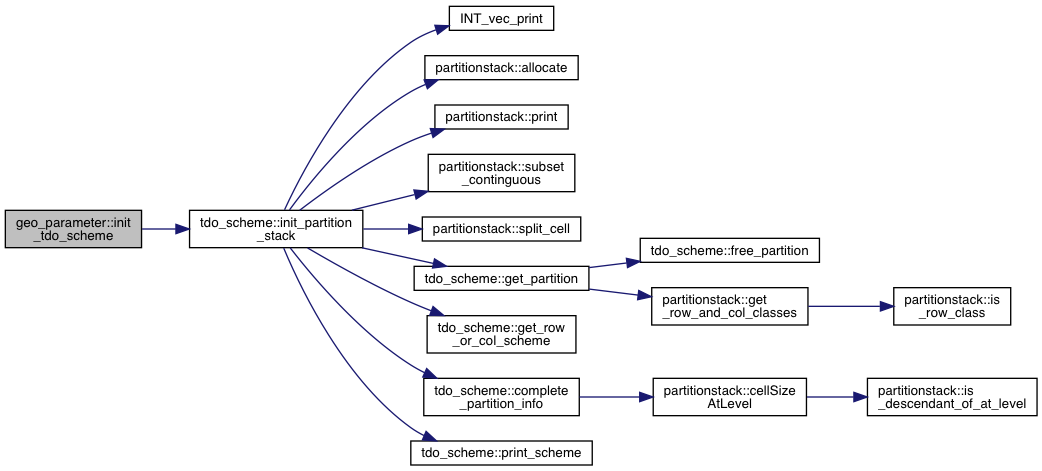 geo_parameter::init
_tdo_scheme
tdo_scheme::init_partition
_stack
INT_vec_print
partitionstack::allocate
partitionstack::print
partitionstack::subset
_continguous
partitionstack::split_cell
tdo_scheme::get_partition
tdo_scheme::get_row
_or_col_scheme
tdo_scheme::complete
_partition_info
tdo_scheme::print_scheme
tdo_scheme::free_partition
partitionstack::get
_row_and_col_classes
partitionstack::cellSize
AtLevel
partitionstack::is
_row_class
partitionstack::is
_descendant_of_at_level